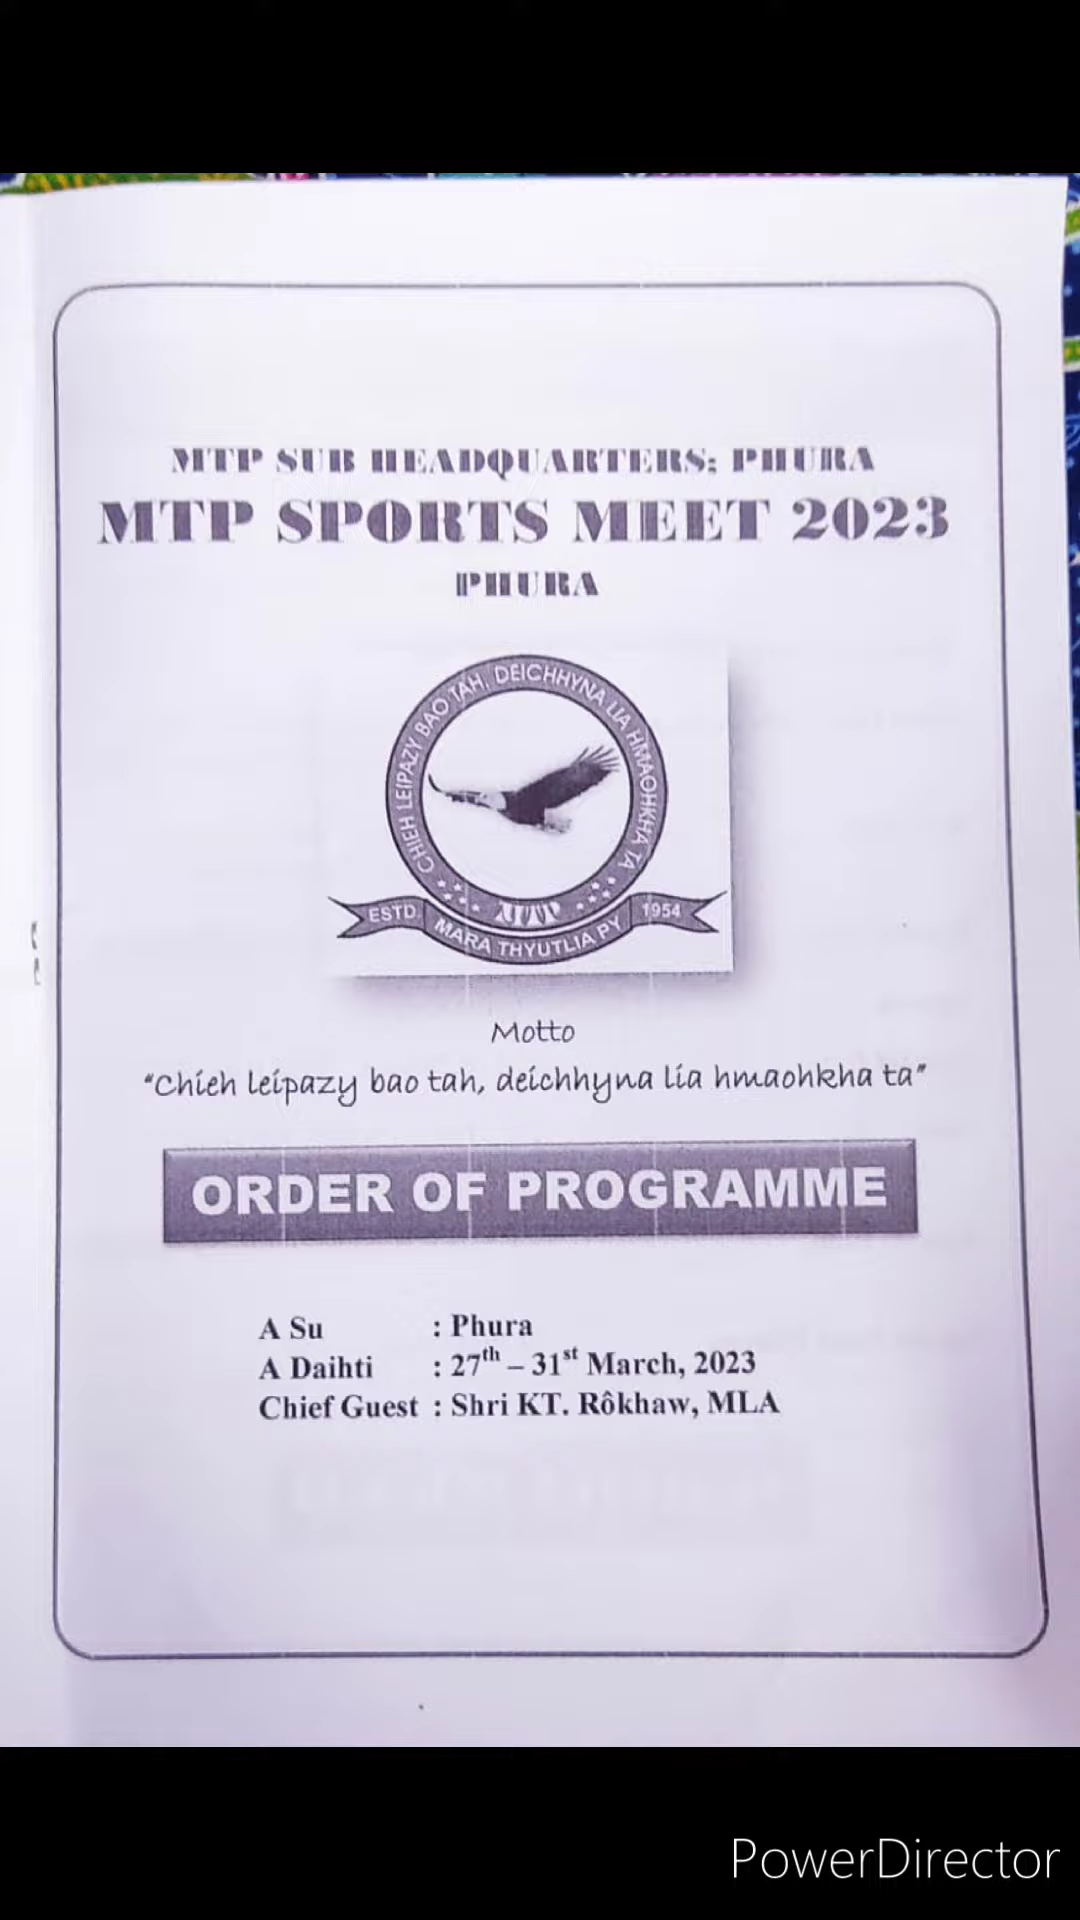 MTP SUB HEADQUARTERS: PHURA
MTP SPORTS MEET 2023
PHURA
CHIEH LEIPAZY BAO TAH, DEICHHYNA LIA HMAOHKHA TA
MTP
ESTD. MARA THYUTLIA PY 1954
Motto
“Chieh leipazy bao tah, deichhyna lia hmaohkha ta”
ORDER OF PROGRAMME
A Su : Phura
A Daihti : 27th – 31st March, 2023
Chief Guest : Shri KT. Rôkhaw, MLA
PowerDirector